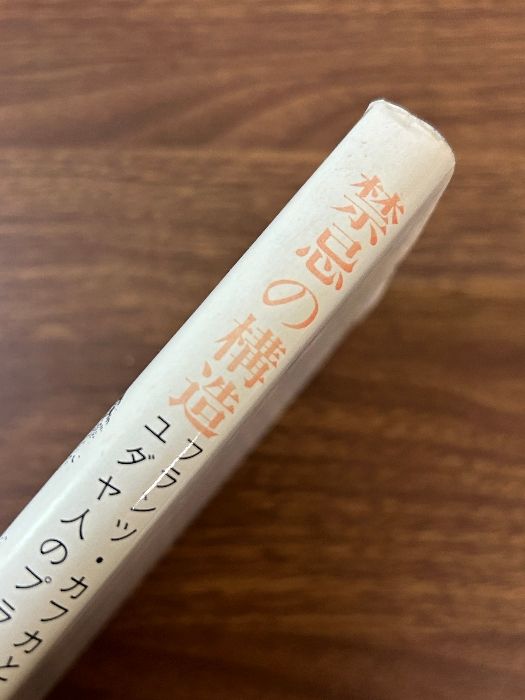 禁忌の構造
フランツ・カフカと
ユダヤ人のプラ